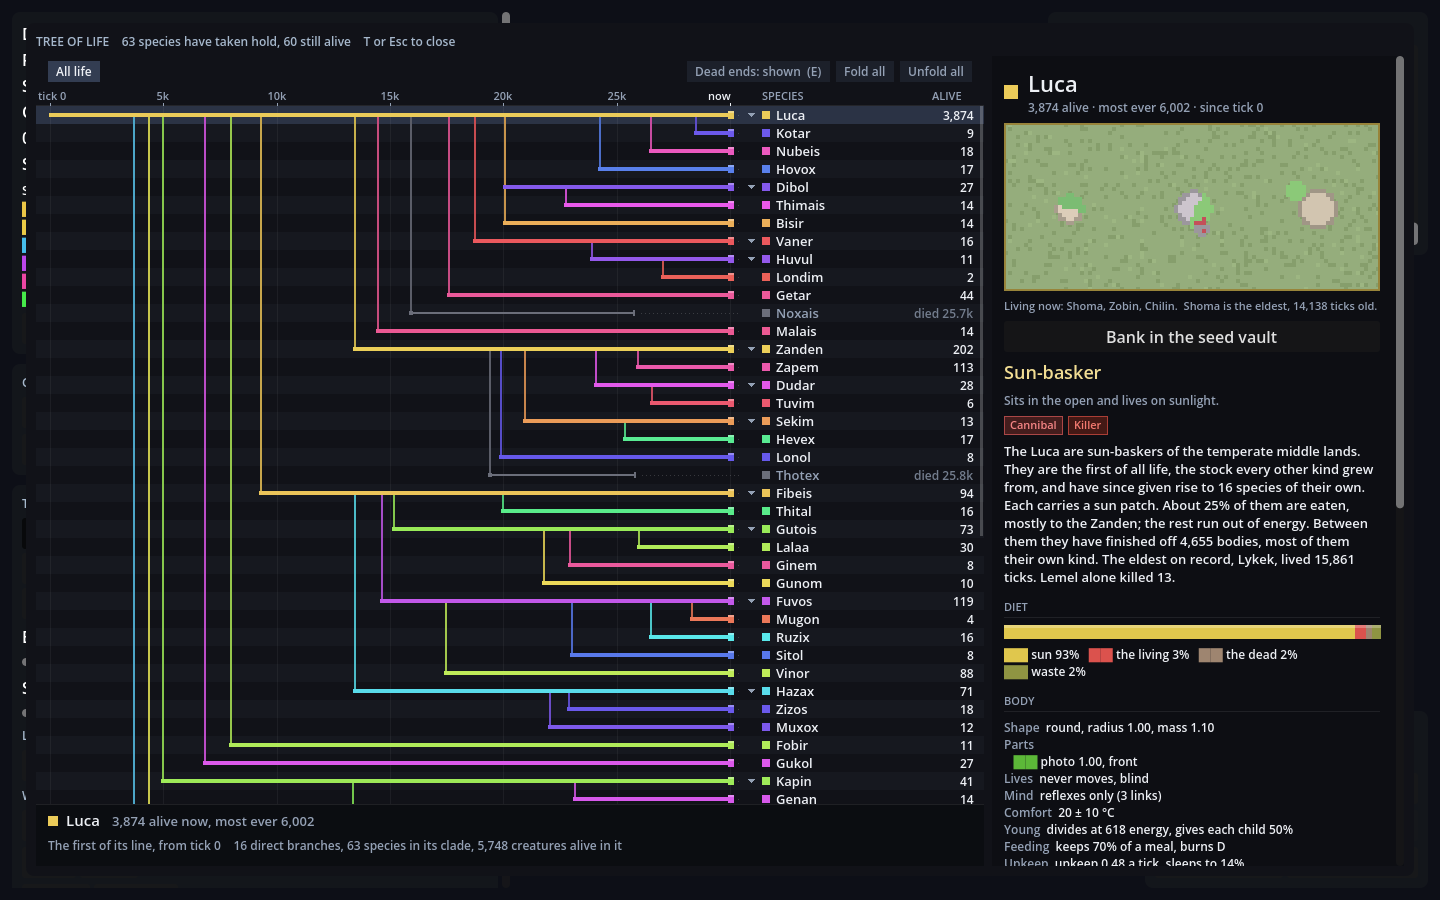 TREE OF LIFE 63 species have taken hold, 60 still alive T or Esc to close
All life Dead ends: shown (E) Fold all Unfold all
tick 0 5k 10k 15k 20k 25k now SPECIES ALIVE
Luca 3,874
Kotar 9
Nubeis 18
Hovox 17
Dibol 27
Thimais 14
Bisir 14
Vaner 16
Huvul 11
Londim 2
Getar 44
Noxais died 25.7k
Malais 14
Zanden 202
Zapem 113
Dudar 28
Tuvim 6
Sekim 13
Hevex 17
Lonol 8
Thotex died 25.8k
Fibeis 94
Thital 16
Gutois 73
Lalaa 30
Ginem 8
Gunom 10
Fuvos 119
Mugon 4
Ruzix 16
Sitol 8
Vinor 88
Hazax 71
Zizos 18
Muxox 12
Fobir 11
Gukol 27
Kapin 41
Genan 14
Luca 3,874 alive now, most ever 6,002
The first of its line, from tick 0 16 direct branches, 63 species in its clade, 5,748 creatures alive in it
Luca
3,874 alive · most ever 6,002 · since tick 0
Living now: Shoma, Zobin, Chilin. Shoma is the eldest, 14,138 ticks old.
Bank in the seed vault
Sun-basker
Sits in the open and lives on sunlight.
Cannibal Killer
The Luca are sun-baskers of the temperate middle lands.
They are the first of all life, the stock every other kind grew
from, and have since given rise to 16 species of their own.
Each carries a sun patch. About 25% of them are eaten,
mostly to the Zanden; the rest run out of energy. Between
them they have finished off 4,655 bodies, most of them
their own kind. The eldest on record, Lykek, lived 15,861
ticks. Lemel alone killed 13.
DIET
sun 93% the living 3% the dead 2%
waste 2%
BODY
Shape round, radius 1.00, mass 1.10
Parts
photo 1.00, front
Lives never moves, blind
Mind reflexes only (3 links)
Comfort 20 ± 10 °C
Young divides at 618 energy, gives each child 50%
Feeding keeps 70% of a meal, burns D
Upkeep upkeep 0.48 a tick, sleeps to 14%